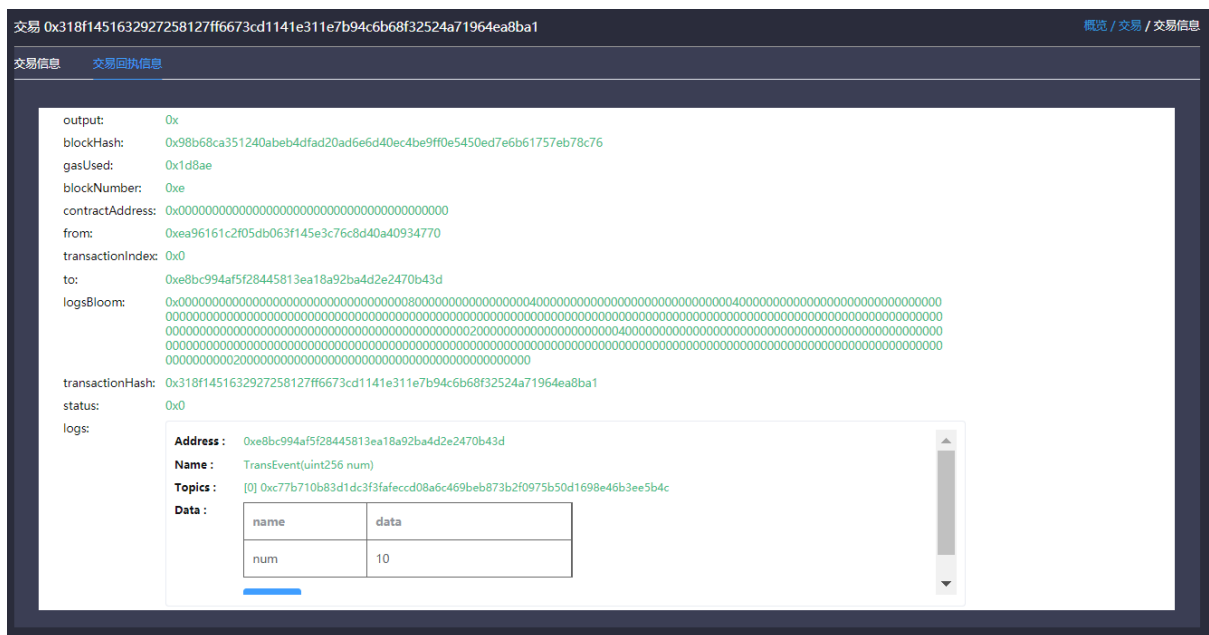 交易 0x318f1451632927258127ff6673cd1141e311e7b94c6b68f32524a71964ea8ba1 概览 / 交易 / 交易信息
交易信息 交易回执信息
output: 0x
blockHash: 0x98b68ca351240abeb4dfad20ad6e6d40ec4be9ff0e5450ed7e6b61757eb78c76
gasUsed: 0x1d8ae
blockNumber: 0xe
contractAddress: 0x0000000000000000000000000000000000000000
from: 0xea96161c2f05db063f145e3c76c8d40a40934770
transactionIndex: 0x0
to: 0xe8bc994af5f28445813ea18a92ba4d2e2470b43d
logsBloom:
transactionHash: 0x318f1451632927258127ff6673cd1141e311e7b94c6b68f32524a71964ea8ba1
status: 0x0
logs:
Address : 0xe8bc994af5f28445813ea18a92ba4d2e2470b43d
Name : TransEvent(uint256 num)
Topics : [0] 0xc77b710b83d1dc3f3fafeccd08a6c469beb873b2f0975b50d1698e46b3ee5b4c
Data :
name data
num 10